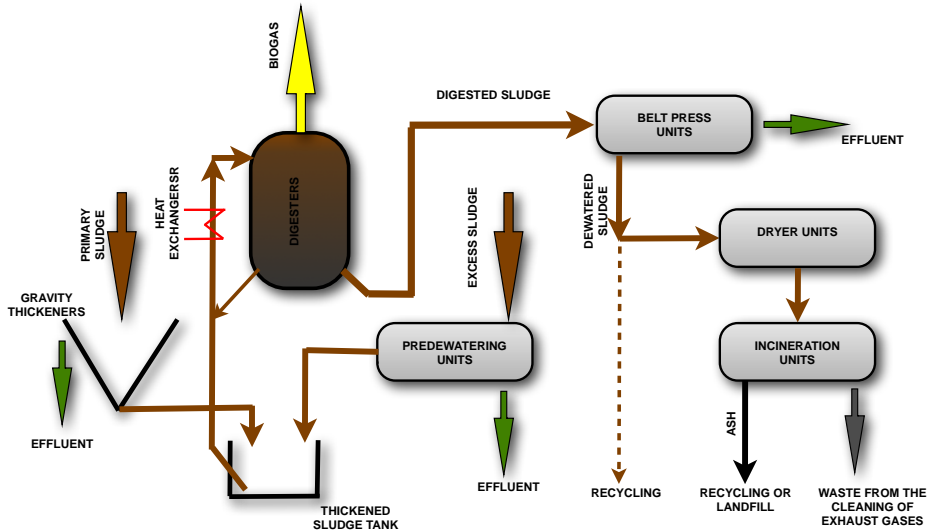 BIOGAS
DIGESTED SLUDGE
BELT PRESS
UNITS
EFFLUENT
HEAT
EXCHANGERSR
DIGESTERS
PRIMARY
SLUDGE
EXCESS SLUDGE
DEWATERED
SLUDGE
DRYER UNITS
GRAVITY
THICKENERS
PREDEWATERING
UNITS
INCINERATION
UNITS
EFFLUENT
ASH
EFFLUENT
RECYCLING
RECYCLING OR
LANDFILL
WASTE FROM THE
CLEANING OF
EXHAUST GASES
THICKENED
SLUDGE TANK